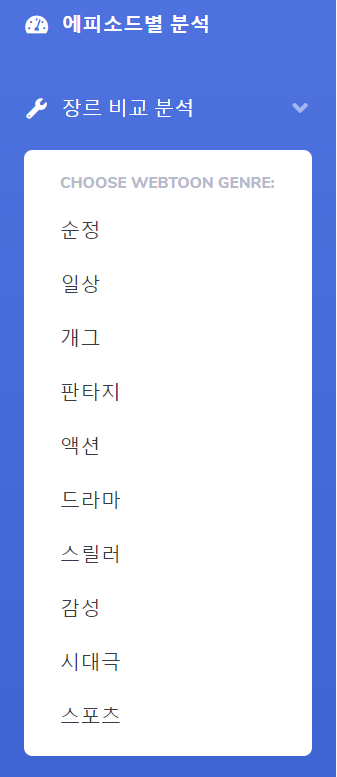 에피소드별 분석
장르 비교 분석
CHOOSE WEBTOON GENRE:
순정
일상
개그
판타지
액션
드라마
스릴러
감성
시대극
스포츠